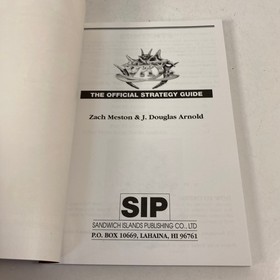 THE OFFICIAL STRATEGY GUIDE
Zach Meston & J. Douglas Arnold
SIP
SANDWICH ISLANDS PUBLISHING CO., LTD
P.O. BOX 10669, LAHAINA, HI 96761